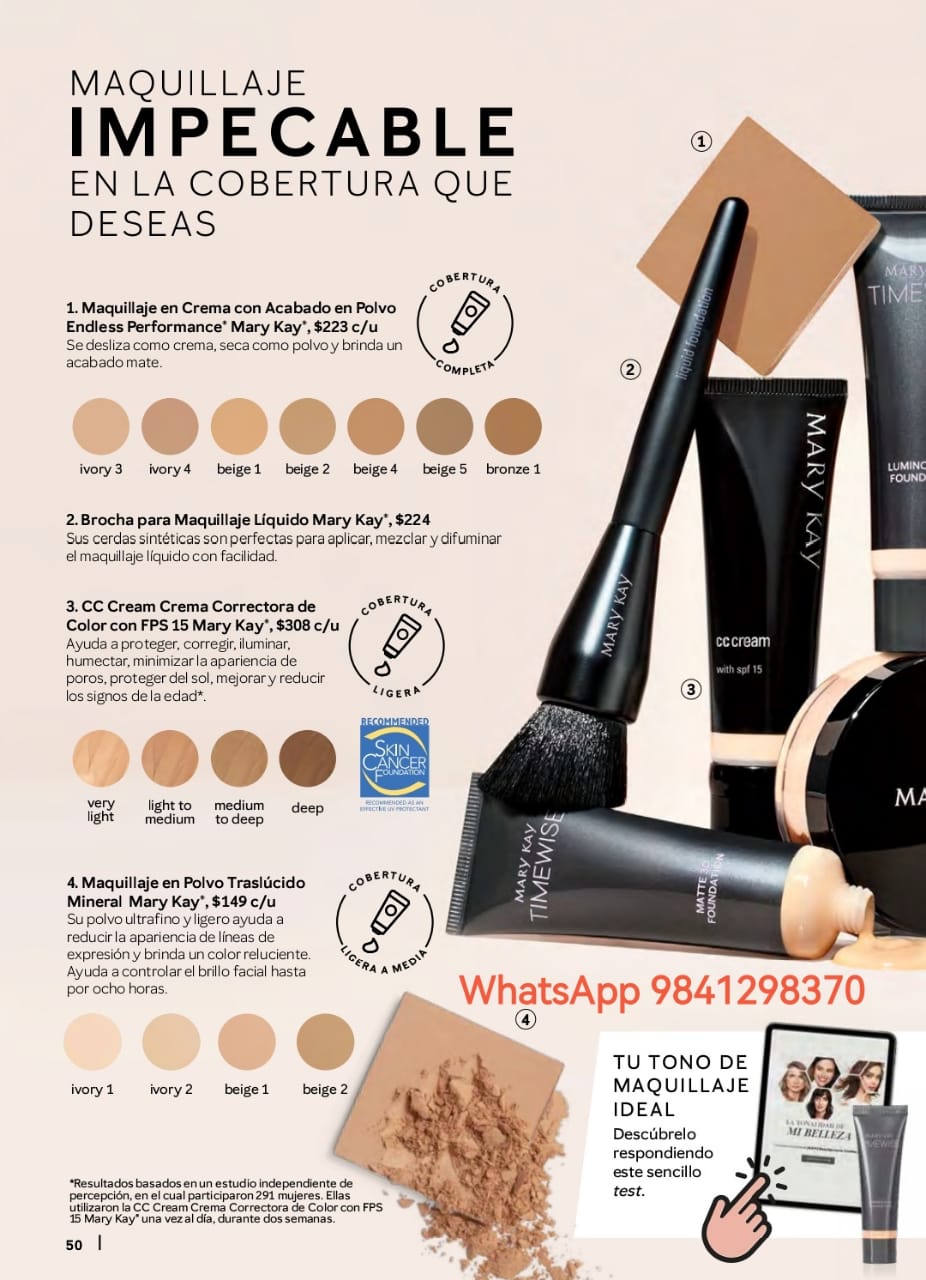 MAQUILLAJE
IMPECABLE
EN LA COBERTURA QUE
DESEAS
1. Maquillaje en Crema con Acabado en Polvo
Endless Performance* Mary Kay*, $223 c/u
Se desliza como crema, seca como polvo y brinda un
acabado mate.
COBERTURA
COMPLETA
ivory 3
ivory 4
beige 1
beige 2
beige 4
beige 5
bronze 1
2. Brocha para Maquillaje Líquido Mary Kay*, $224
Sus cerdas sintéticas son perfectas para aplicar, mezclar y difuminar
el maquillaje líquido con facilidad.
3. CC Cream Crema Correctora de
Color con FPS 15 Mary Kay*, $308 c/u
Ayuda a proteger, corregir, iluminar,
humectar, minimizar la apariencia de
poros, proteger del sol, mejorar y reducir
los signos de la edad*.
COBERTURA
LIGERA
very
light
light to
medium
medium
to deep
deep
RECOMMENDED
SKIN
CANCER
FOUNDATION
RECOMMENDED AS AN
EFFECTIVE UV PROTECTANT
4. Maquillaje en Polvo Traslúcido
Mineral Mary Kay*, $149 c/u
Su polvo ultrafino y ligero ayuda a
reducir la apariencia de líneas de
expresión y brinda un color reluciente.
Ayuda a controlar el brillo facial hasta
por ocho horas.
COBERTURA
LIGERA A MEDIA
ivory 1
ivory 2
beige 1
beige 2
*Resultados basados en un estudio independiente de
percepción, en el cual participaron 291 mujeres. Ellas
utilizaron la CC Cream Crema Correctora de Color con FPS
15 Mary Kay* una vez al día, durante dos semanas.
50 |
1
2
3
4
liquid foundation
MARY KAY
MARY KAY
cc cream
with spf 15
MARY
TIMEW
LUMINO
FOUND
MA
MARY KAY
TIMEWISE
MATTE 3D
FOUNDATION
WhatsApp 9841298370
TU TONO DE
MAQUILLAJE
IDEAL
Descúbrelo
respondiendo
este sencillo
test.
LA TONALIDAD DE
MI BELLEZA